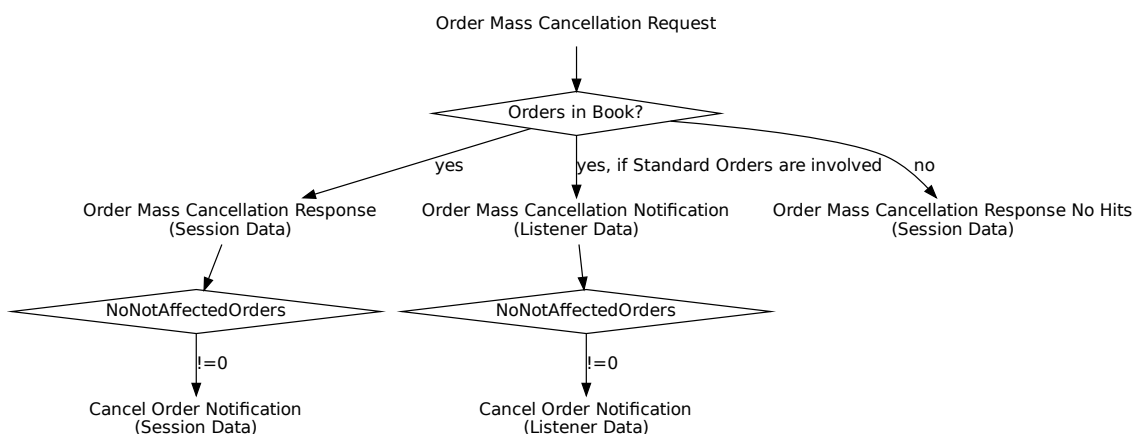 Order Mass Cancellation Request
Orders in Book?
yes
yes, if Standard Orders are involved
no
Order Mass Cancellation Response
(Session Data)
Order Mass Cancellation Notification
(Listener Data)
Order Mass Cancellation Response No Hits
(Session Data)
NoNotAffectedOrders
NoNotAffectedOrders
!=0
!=0
Cancel Order Notification
(Session Data)
Cancel Order Notification
(Listener Data)